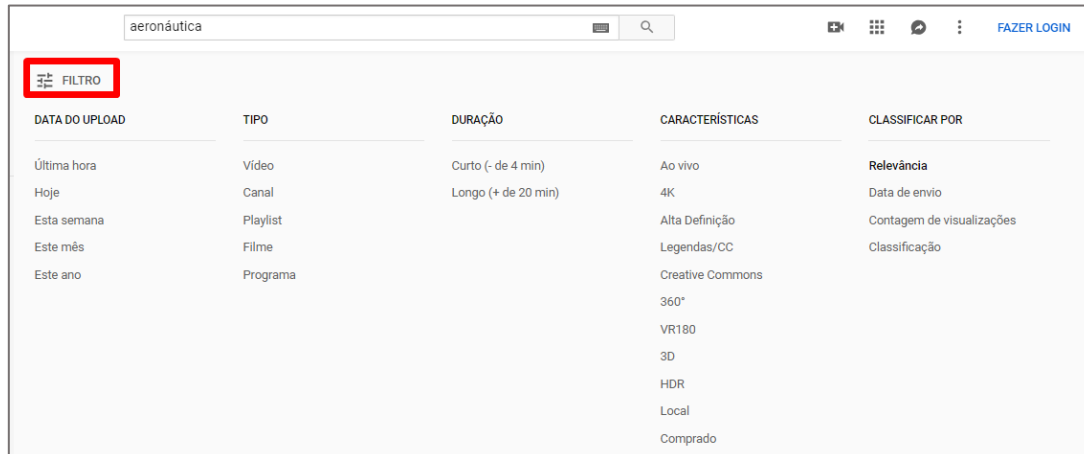 aeronáutica
FAZER LOGIN
FILTRO
DATA DO UPLOAD
Última hora
Hoje
Esta semana
Este mês
Este ano
TIPO
Vídeo
Canal
Playlist
Filme
Programa
DURAÇÃO
Curto (- de 4 min)
Longo (+ de 20 min)
CARACTERÍSTICAS
Ao vivo
4K
Alta Definição
Legendas/CC
Creative Commons
360°
VR180
3D
HDR
Local
Comprado
CLASSIFICAR POR
Relevância
Data de envio
Contagem de visualizações
Classificação